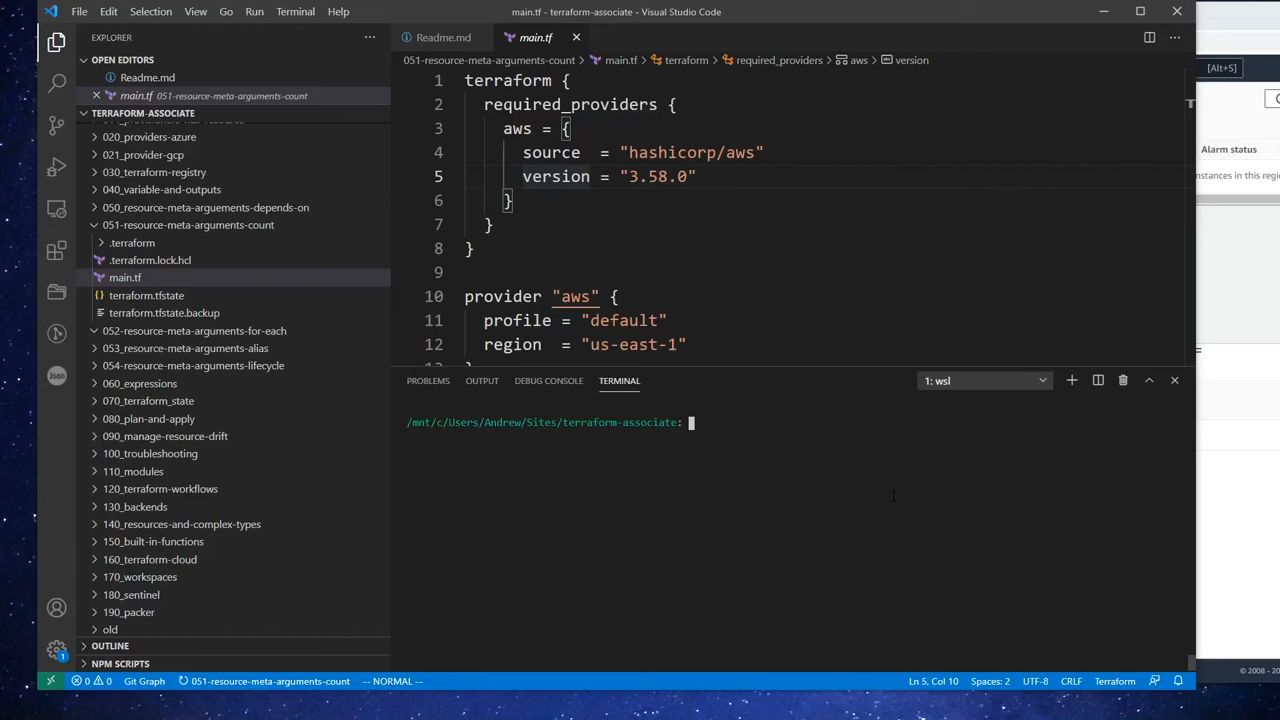 File Edit Selection View Go Run Terminal Help
main.tf - terraform-associate - Visual Studio Code
EXPLORER
OPEN EDITORS
Readme.md
main.tf 051-resource-meta-arguments-count
TERRAFORM-ASSOCIATE
020_providers-azure
021_provider-gcp
030_terraform-registry
040_variable-and-outputs
050_resource-meta-arguements-depends-on
051-resource-meta-arguments-count
.terraform
.terraform.lock.hcl
main.tf
terraform.tfstate
terraform.tfstate.backup
052-resource-meta-arguments-for-each
053_resource-meta-arguments-alias
054-resource-meta-arguments-lifecycle
060_expressions
070_terraform_state
080_plan-and-apply
090_manage-resource-drift
100_troubleshooting
110_modules
120_terraform-workflows
130_backends
140_resources-and-complex-types
150_built-in-functions
160_terraform-cloud
170_workspaces
180_sentinel
190_packer
old
OUTLINE
NPM SCRIPTS
Readme.md
main.tf
051-resource-meta-arguments-count > main.tf > terraform > required_providers > aws > version
1 terraform {
2 required_providers {
3 aws = {
4 source = "hashicorp/aws"
5 version = "3.58.0"
6 }
7 }
8 }
9
10 provider "aws" {
11 profile = "default"
12 region = "us-east-1"
PROBLEMS OUTPUT DEBUG CONSOLE TERMINAL
1: wsl
/mnt/c/Users/Andrew/Sites/terraform-associate:
Json
1
0 0 Git Graph 051-resource-meta-arguments-count -- NORMAL --
Ln 5, Col 10 Spaces: 2 UTF-8 CRLF Terraform
[Alt+S]
Alarm status
© 2008 - 20